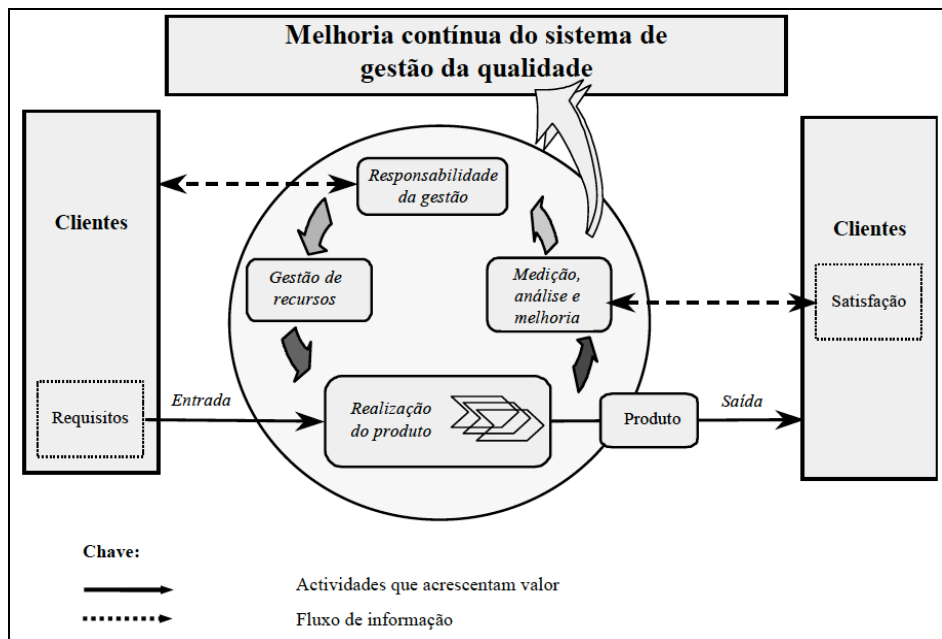 Melhoria contínua do sistema de
gestão da qualidade
Responsabilidade
da gestão
Clientes
Clientes
Gestão de
recursos
Medição,
análise e
melhoria
Satisfação
Requisitos
Entrada
Realização
do produto
Produto
Saída
Chave:
Actividades que acrescentam valor
Fluxo de informação